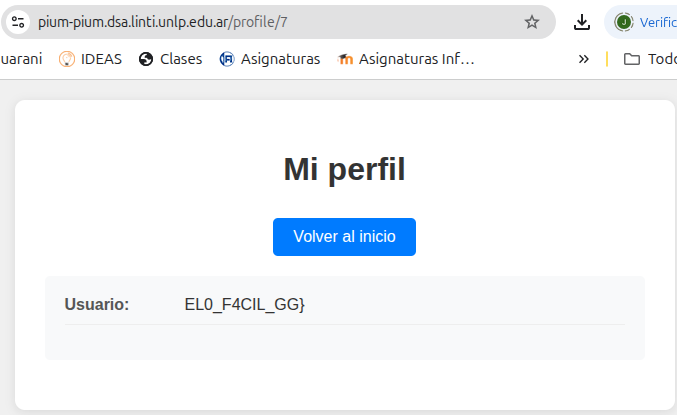 pium-pium.dsa.linti.unlp.edu.ar/profile/7
Verific
uarani
IDEAS
Clases
Asignaturas
Asignaturas Inf...
»
Todo
Mi perfil
Volver al inicio
Usuario: EL0_F4CIL_GG}